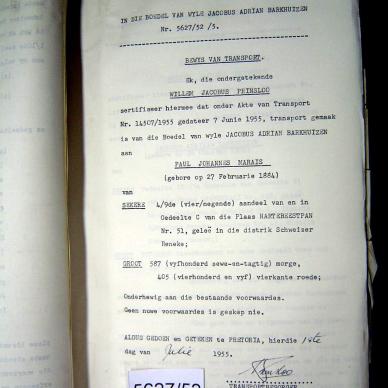 IN DIE BOEDEL VAN WYLE JACOBUS ADRIAN BARKHUIZEN
Nr. 5627/52 /5.
BEWYS VAN TRANSPORT.
Ek, die ondergetekende
WILLEM JACOBUS PRINSLOO
sertifiseer hiermee dat onder Akte van Transport
Nr. 14507/1955 gedateer 7 Junie 1955, transport gemaak
is van die Boedel van wyle JACOBUS ADRIAN BARKHUIZEN
aan
PAUL JOHANNES MARAIS
(gebore op 27 Februarie 1884)
van
SEKERE 4/9de (vier/negende) aandeel van en in
Gedeelte C van die Plaas HARTEBEESTPAN
Nr. 51, geleë in die distrik Schweizer
Reneke;
GROOT 587 (vyfhonderd sewe-en-tagtig) morge,
405 (vierhonderd en vyf) vierkante roede;
Onderhewig aan die bestaande voorwaardes.
Geen nuwe voorwaardes is geskep nie.
ALDUS GEDOEN en GETEKEN te PRETORIA, hierdie 1ste
dag van Julie 1955.
5627/52